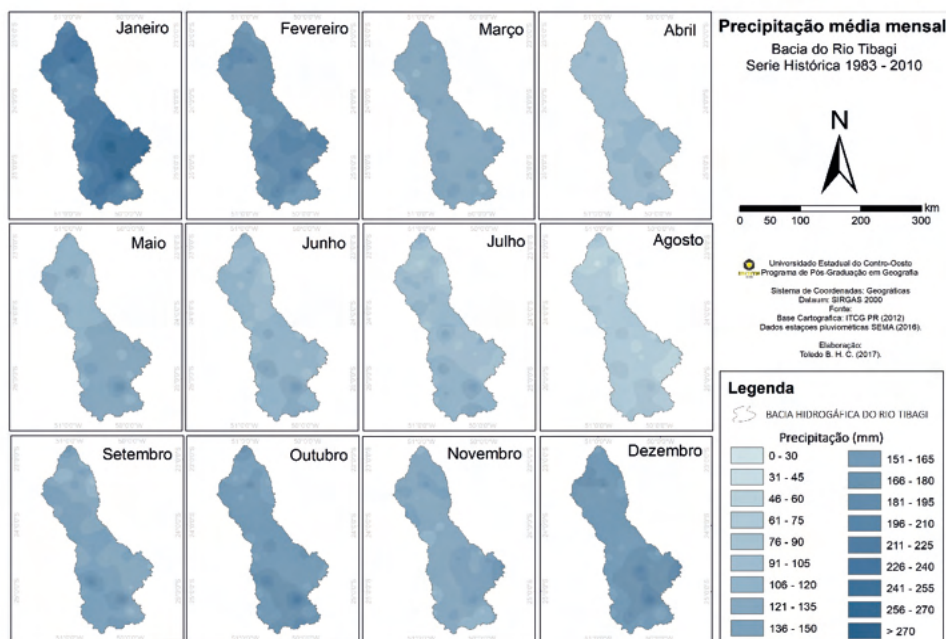 Janeiro
Fevereiro
Março
Abril
Maio
Junho
Julho
Agosto
Setembro
Outubro
Novembro
Dezembro
Precipitação média mensal
Bacia do Rio Tibagi
Serie Histórica 1983 - 2010
N
km
0 50 100 200 300
Universidade Estadual do Contro-Oosto
Programa de Pós-Graduação em Geografia
Sistema de Coordenadas: Geográficas
Dataum: SIRGAS 2000
Fonte:
Base Cartografica: ITCG PR (2012)
Dados estaçoes pluviométicas SEMA (2016).
Elaboração:
Toledo B. H. C. (2017).
Legenda
BACIA HIDROGÁFICA DO RIO TIBAGI
Precipitação (mm)
0 - 30
31 - 45
46 - 60
61 - 75
76 - 90
91 - 105
106 - 120
121 - 135
136 - 150
151 - 165
166 - 180
181 - 195
196 - 210
211 - 225
226 - 240
241 - 255
256 - 270
> 270